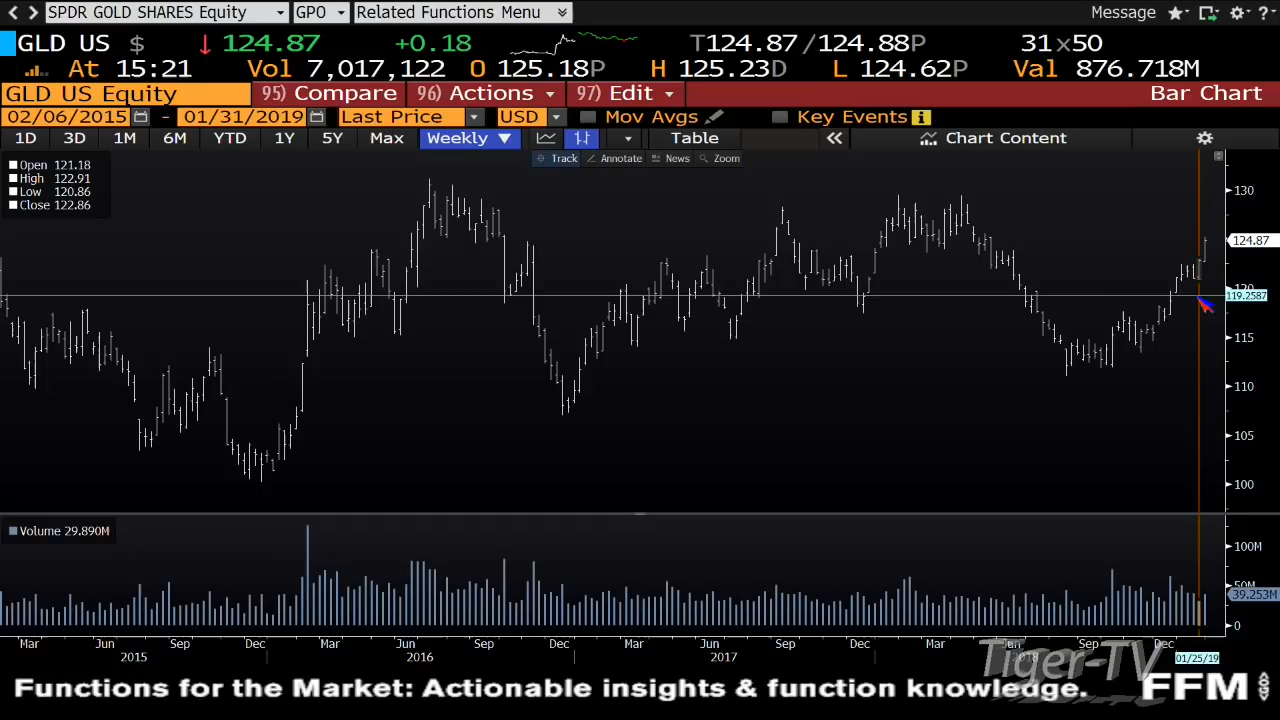 SPDR GOLD SHARES Equity GPO Related Functions Menu Message ?
GLD US $ 124.87 +0.18 T124.87/124.88P 31x50
At 15:21 Vol 7,017,122 O 125.18P H 125.23D L 124.62P Val 876.718M
GLD US Equity 95) Compare 96) Actions 97) Edit Bar Chart
02/06/2015 - 01/31/2019 Last Price USD Mov Avgs Key Events i
1D 3D 1M 6M YTD 1Y 5Y Max Weekly Table Chart Content
Track Annotate News Zoom
Open 121.18
High 122.91
Low 120.86
Close 122.86
130
124.87
120
119.2587
115
110
105
100
Volume 29.890M
100M
50M
39.253M
0
Mar Jun Sep Dec Mar Jun Sep Dec Mar Jun Sep Dec Mar Jun Sep Dec
2015 2016 2017 2018 01/25/19
Tiger-TV
Functions for the Market: Actionable insights & function knowledge. FFM